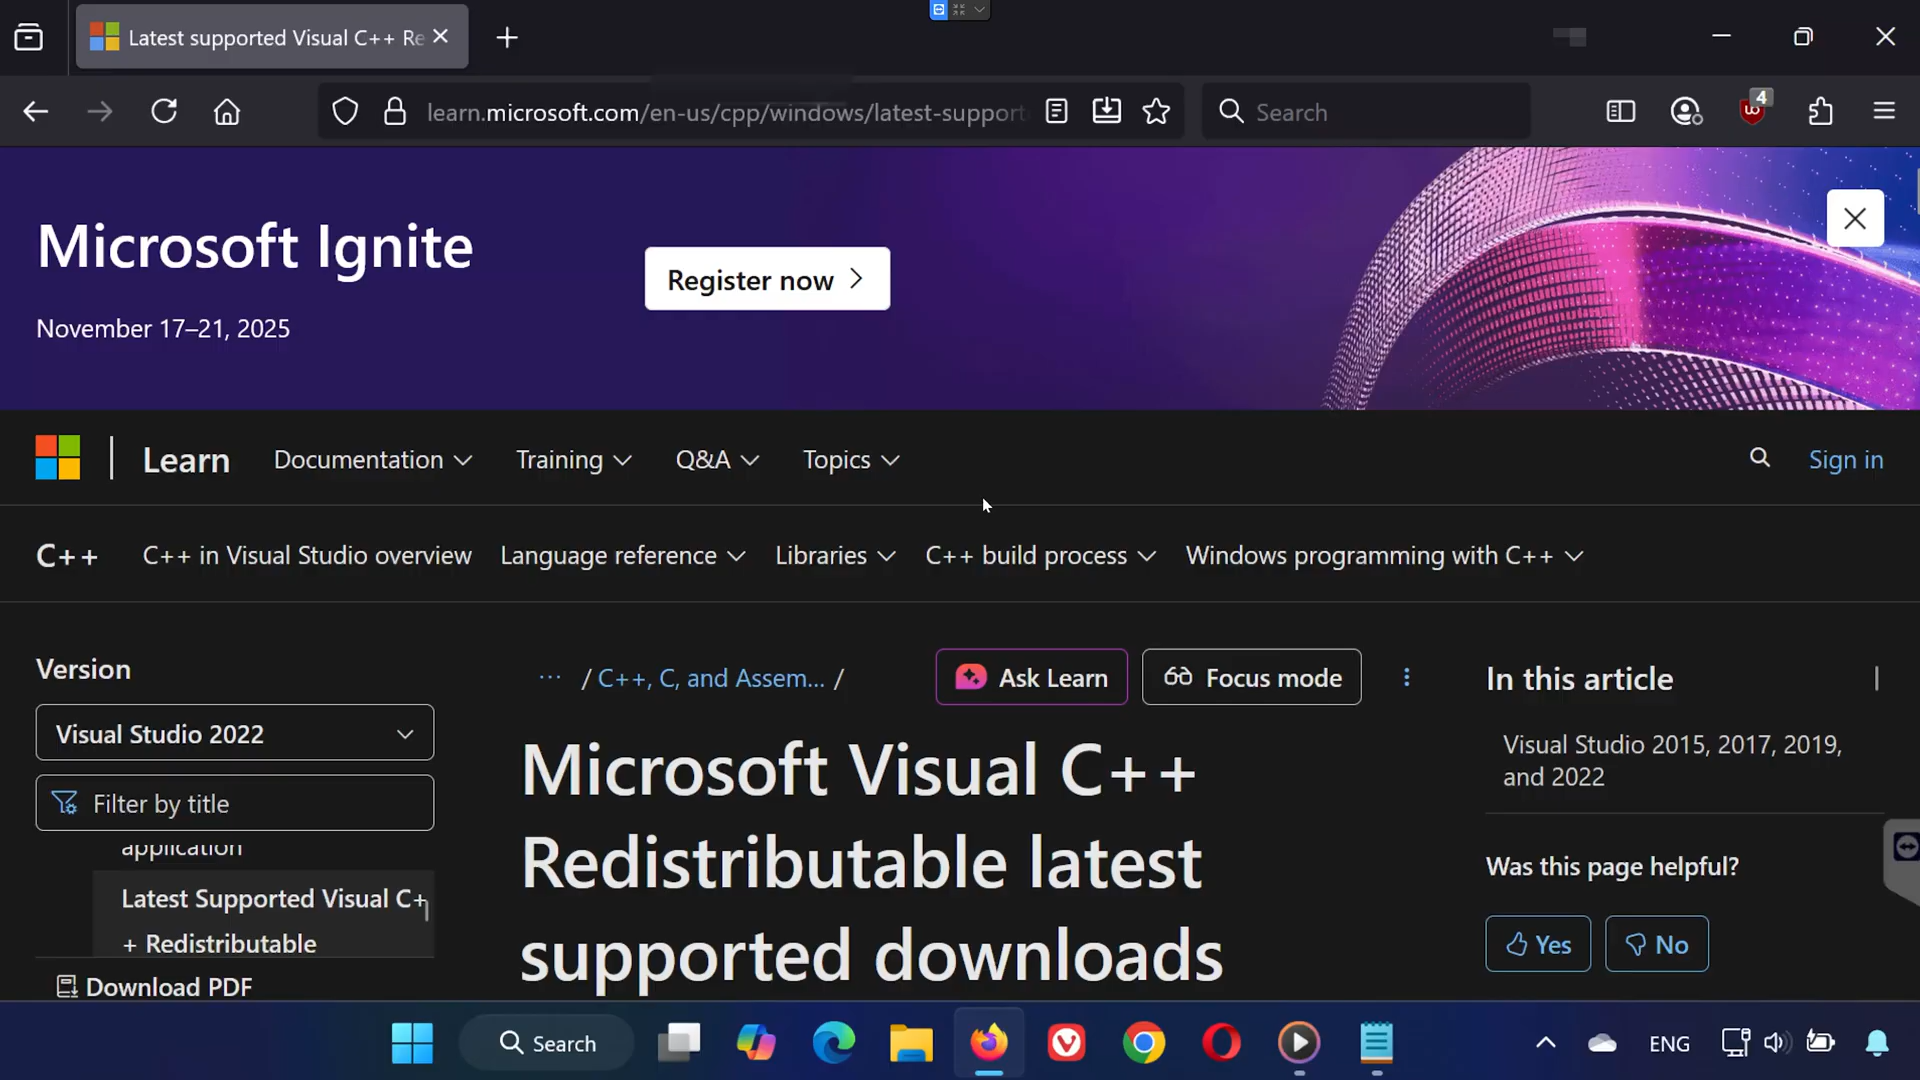 Latest supported Visual C++ Re
learn.microsoft.com/en-us/cpp/windows/latest-support
Search
4
Microsoft Ignite
November 17–21, 2025
Register now
Learn
Documentation
Training
Q&A
Topics
Sign in
C++
C++ in Visual Studio overview
Language reference
Libraries
C++ build process
Windows programming with C++
Version
Visual Studio 2022
Filter by title
application
Latest Supported Visual C+
+ Redistributable
Download PDF
... / C++, C, and Assem... /
Ask Learn
Focus mode
Microsoft Visual C++
Redistributable latest
supported downloads
In this article
Visual Studio 2015, 2017, 2019,
and 2022
Was this page helpful?
Yes
No
Search
ENG